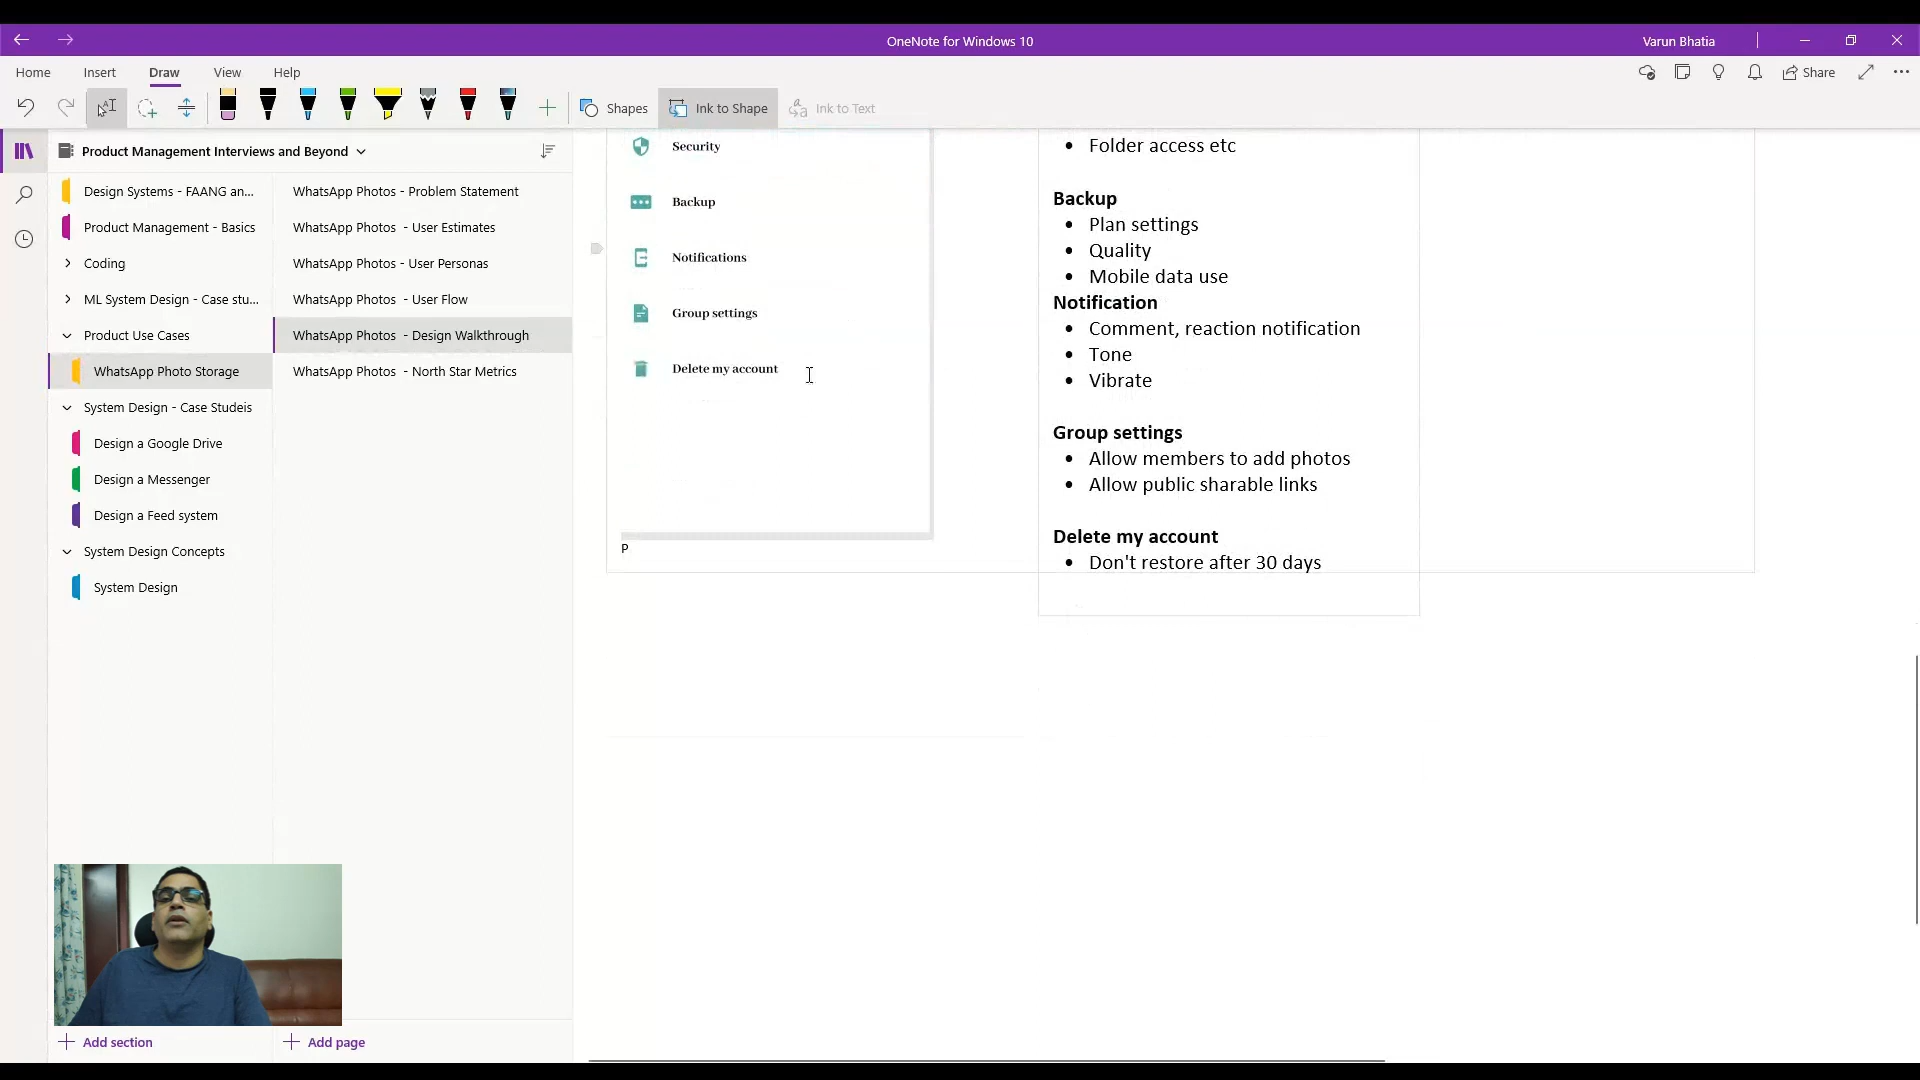 OneNote for Windows 10
Varun Bhatia
Home
Insert
Draw
View
Help
Share
Shapes
Ink to Shape
Ink to Text
Product Management Interviews and Beyond
Design Systems - FAANG an...
Product Management - Basics
Coding
ML System Design - Case stu...
Product Use Cases
WhatsApp Photo Storage
System Design - Case Studeis
Design a Google Drive
Design a Messenger
Design a Feed system
System Design Concepts
System Design
Add section
WhatsApp Photos - Problem Statement
WhatsApp Photos  - User Estimates
WhatsApp Photos - User Personas
WhatsApp Photos  - User Flow
WhatsApp Photos  - Design Walkthrough
WhatsApp Photos  - North Star Metrics
Add page
Security
Backup
Notifications
Group settings
Delete my account
P
• Folder access etc
Backup
• Plan settings
• Quality
• Mobile data use
Notification
• Comment, reaction notification
• Tone
• Vibrate
Group settings
• Allow members to add photos
• Allow public sharable links
Delete my account
• Don't restore after 30 days